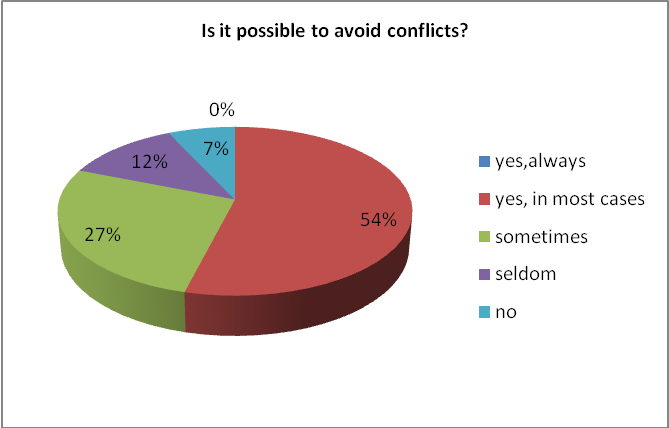 Is it possible to avoid conflicts?
0%
7%
12%
54%
27%
yes,always
yes, in most cases
sometimes
seldom
no